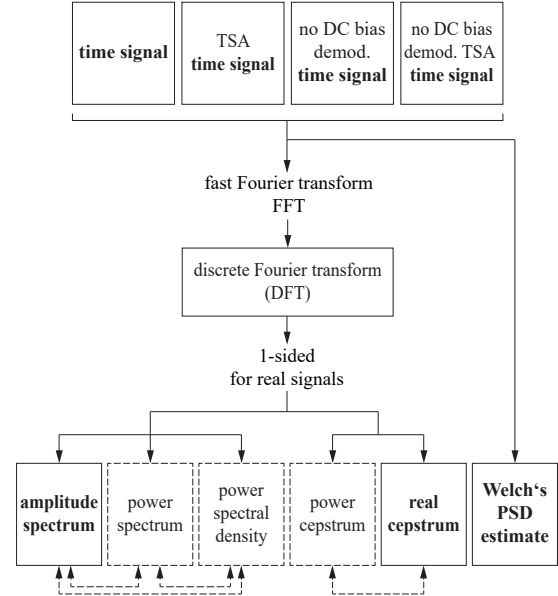 time signal
TSA
time signal
no DC bias
demod.
time signal
no DC bias
demod. TSA
time signal
fast Fourier transform
FFT
discrete Fourier transform
(DFT)
1-sided
for real signals
amplitude
spectrum
power
spectrum
power
spectral
density
power
cepstrum
real
cepstrum
Welch‘s
PSD
estimate